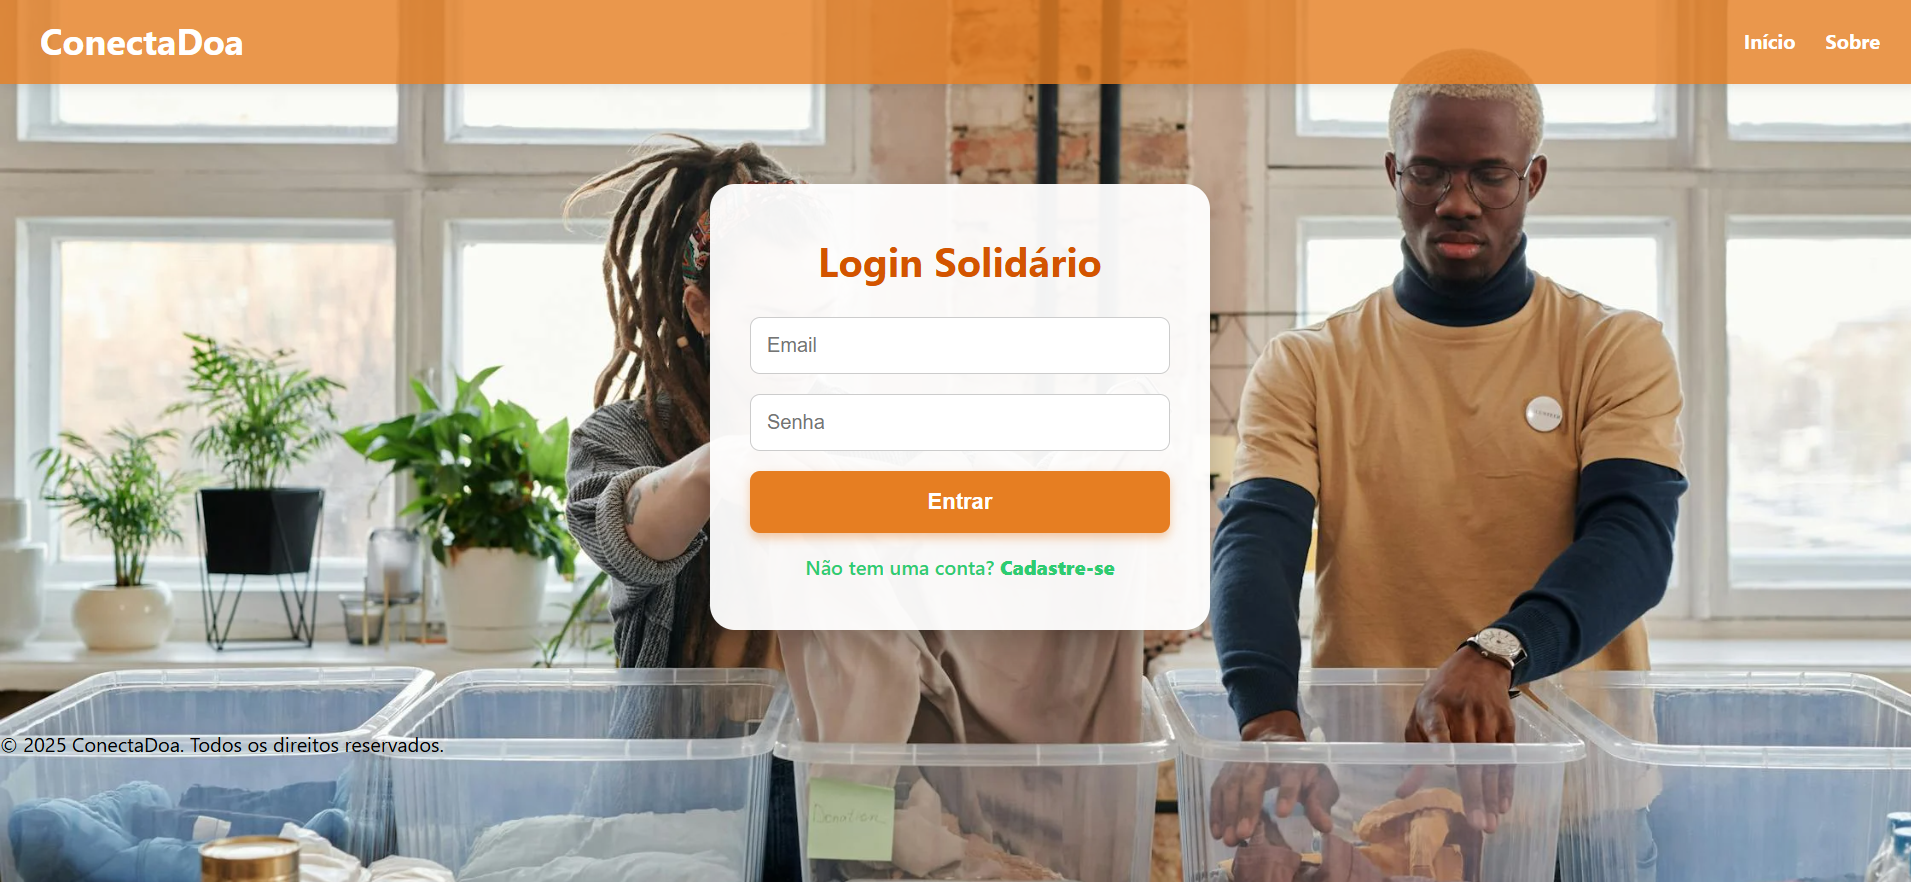 ConectaDoa
Início Sobre
Login Solidário
Email
Senha
Entrar
Não tem uma conta? Cadastre-se
© 2025 ConectaDoa. Todos os direitos reservados.
Donation